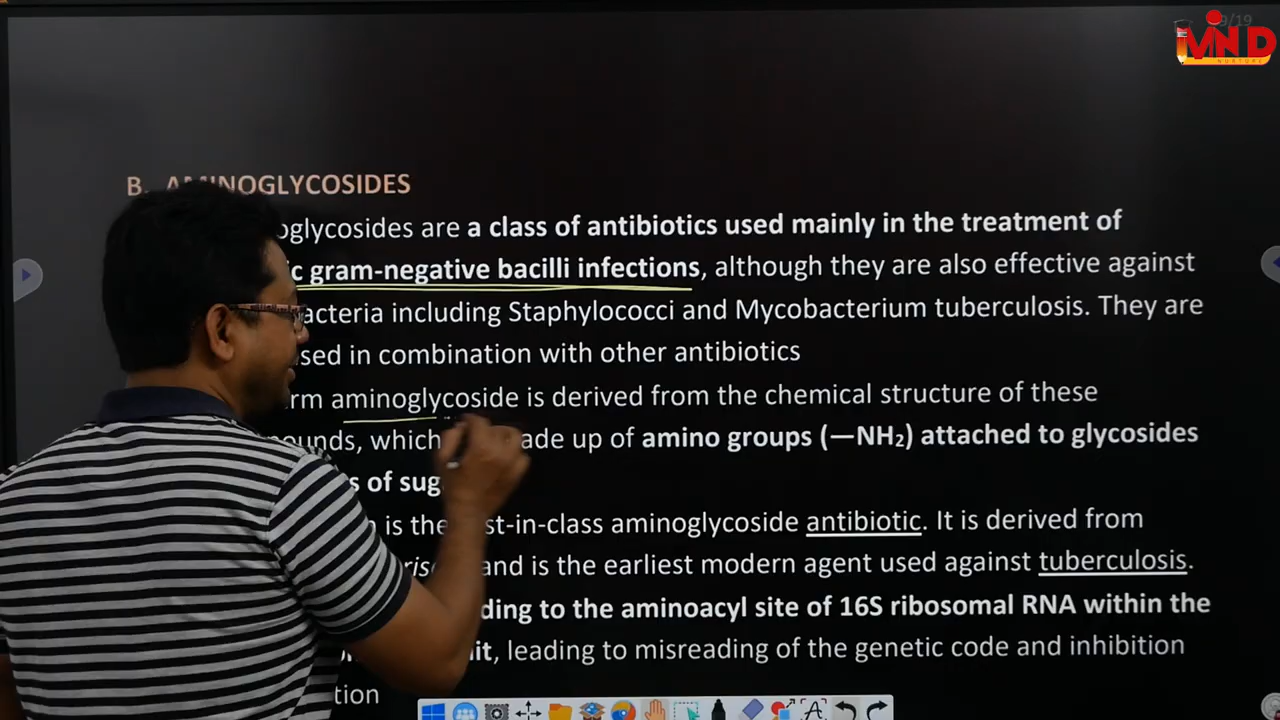 9/19
MIND
NURTURE
B. AMINOGLYCOSIDES
oglycosides are a class of antibiotics used mainly in the treatment of
c gram-negative bacilli infections, although they are also effective against
acteria including Staphylococci and Mycobacterium tuberculosis. They are
sed in combination with other antibiotics
rm aminoglycoside is derived from the chemical structure of these
ounds, which ade up of amino groups (—NH₂) attached to glycosides
s of sug
is the st-in-class aminoglycoside antibiotic. It is derived from
and is the earliest modern agent used against tuberculosis.
ding to the aminoacyl site of 16S ribosomal RNA within the
it, leading to misreading of the genetic code and inhibition
tion